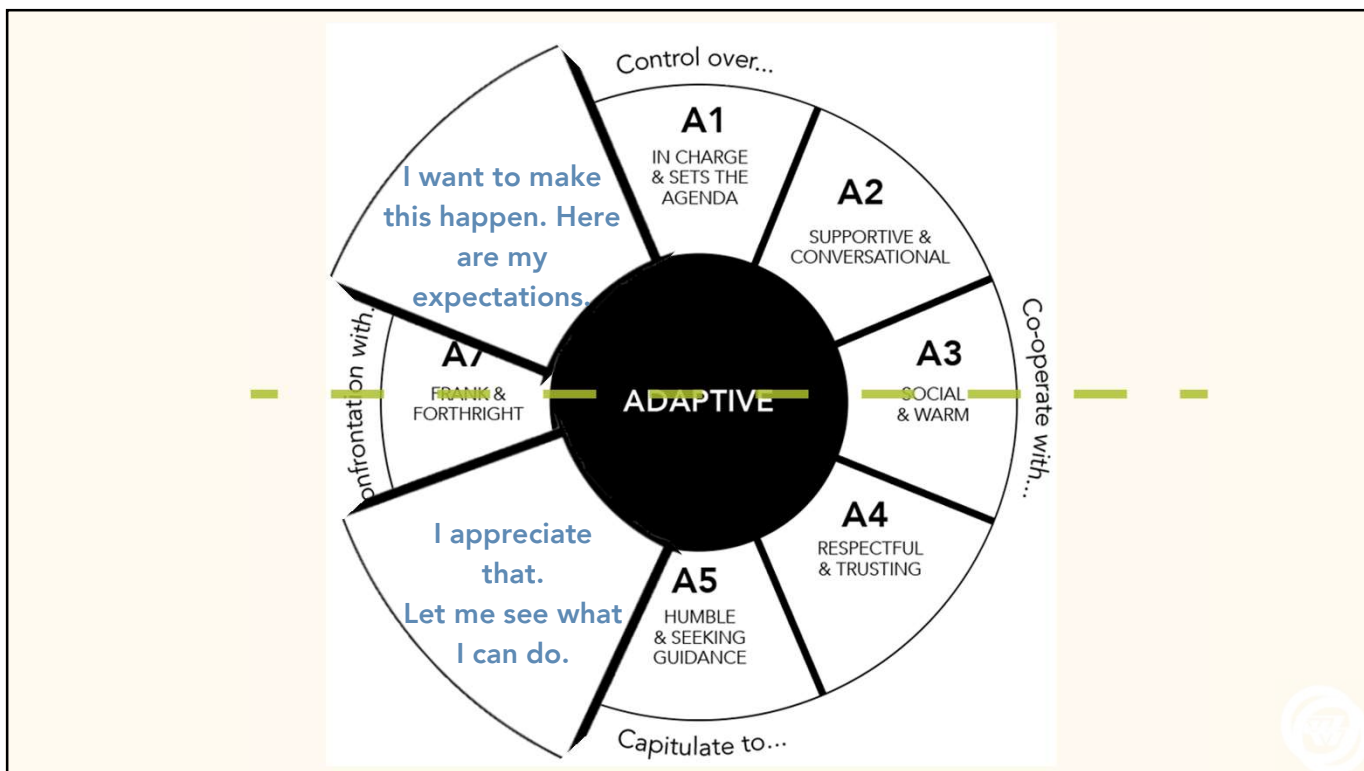 Control over...
A1
IN CHARGE
& SETS THE
AGENDA
A2
SUPPORTIVE &
CONVERSATIONAL
I want to make
this happen. Here
are my
expectations.
A3
SOCIAL
& WARM
Co-operate with...
A7
FRANK &
FORTHRIGHT
onfrontation with...
ADAPTIVE
A4
RESPECTFUL
& TRUSTING
I appreciate
that.
Let me see what
I can do.
A5
HUMBLE
& SEEKING
GUIDANCE
Capitulate to...